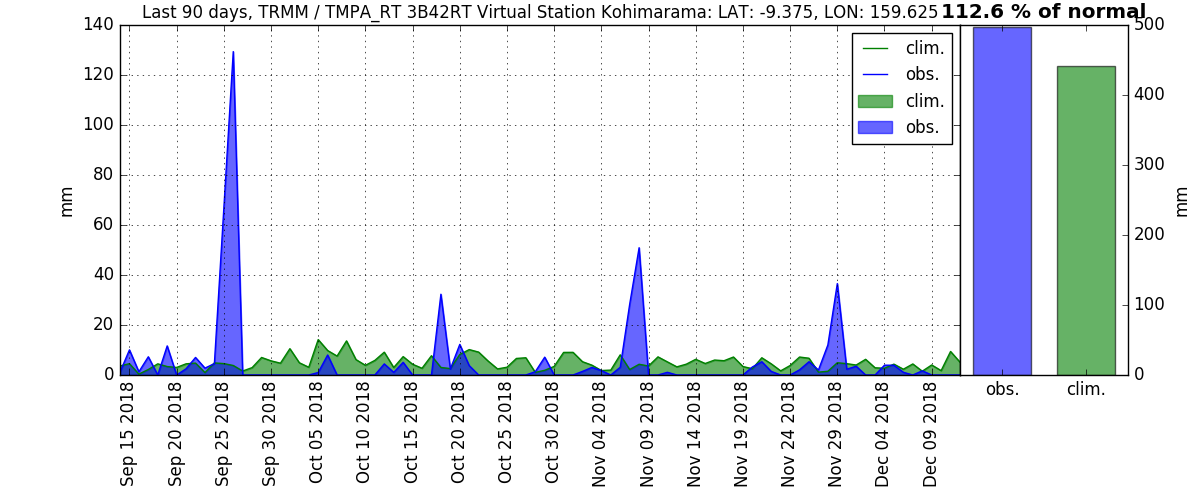 Last 90 days, TRMM / TMPA_RT 3B42RT Virtual Station Kohimarama: LAT: -9.375, LON: 159.625
112.6 % of normal
140
120
100
80
60
40
20
0
mm
clim.
obs.
clim.
obs.
500
400
300
200
100
0
mm
obs.
clim.
Sep 15 2018
Sep 20 2018
Sep 25 2018
Sep 30 2018
Oct 05 2018
Oct 10 2018
Oct 15 2018
Oct 20 2018
Oct 25 2018
Oct 30 2018
Nov 04 2018
Nov 09 2018
Nov 14 2018
Nov 19 2018
Nov 24 2018
Nov 29 2018
Dec 04 2018
Dec 09 2018